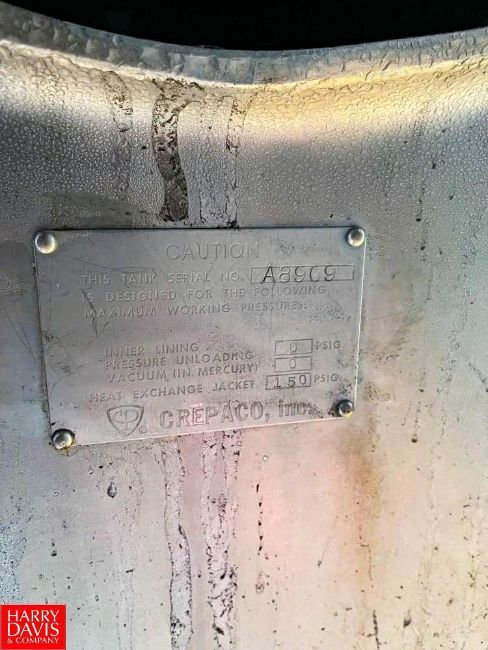 CAUTION
THIS TANK SERIAL NO. A8909
IS DESIGNED FOR THE FOLLOWING
MAXIMUM WORKING PRESSURES:
INNER LINING 0 PSIG
PRESSURE UNLOADING
VACUUM (IN. MERCURY) 0
HEAT EXCHANGE JACKET 150 PSIG
CP ® CREPACO, inc.
HARRY
DAVIS
& COMPANY